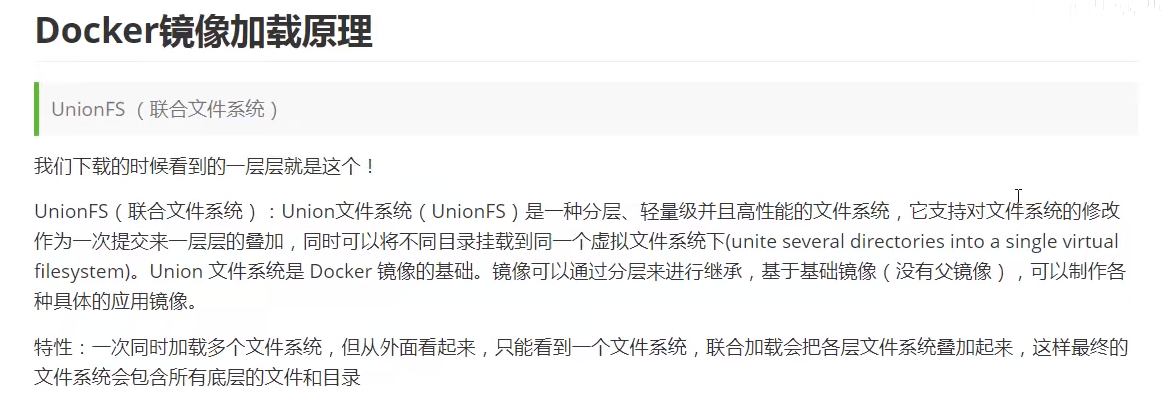 Docker镜像加载原理
UnionFS （联合文件系统）
我们下载的时候看到的一层层就是这个！
UnionFS（联合文件系统）：Union文件系统（UnionFS）是一种分层、轻量级并且高性能的文件系统，它支持对文件系统的修改
作为一次提交来一层层的叠加，同时可以将不同目录挂载到同一个虚拟文件系统下(unite several directories into a single virtual
filesystem)。Union 文件系统是 Docker 镜像的基础。镜像可以通过分层来进行继承，基于基础镜像（没有父镜像），可以制作各
种具体的应用镜像。
特性：一次同时加载多个文件系统，但从外面看起来，只能看到一个文件系统，联合加载会把各层文件系统叠加起来，这样最终的
文件系统会包含所有底层的文件和目录